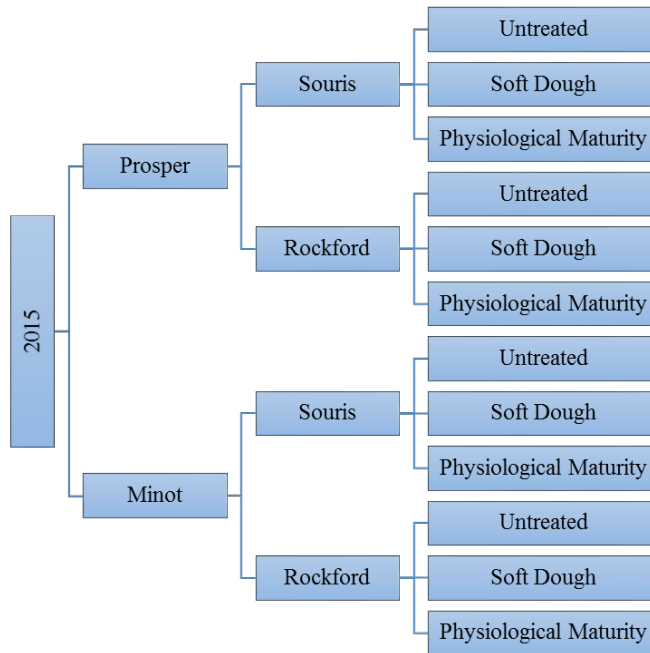 2015
Prosper
Souris
Untreated
Soft Dough
Physiological Maturity
Rockford
Untreated
Soft Dough
Physiological Maturity
Minot
Souris
Untreated
Soft Dough
Physiological Maturity
Rockford
Untreated
Soft Dough
Physiological Maturity